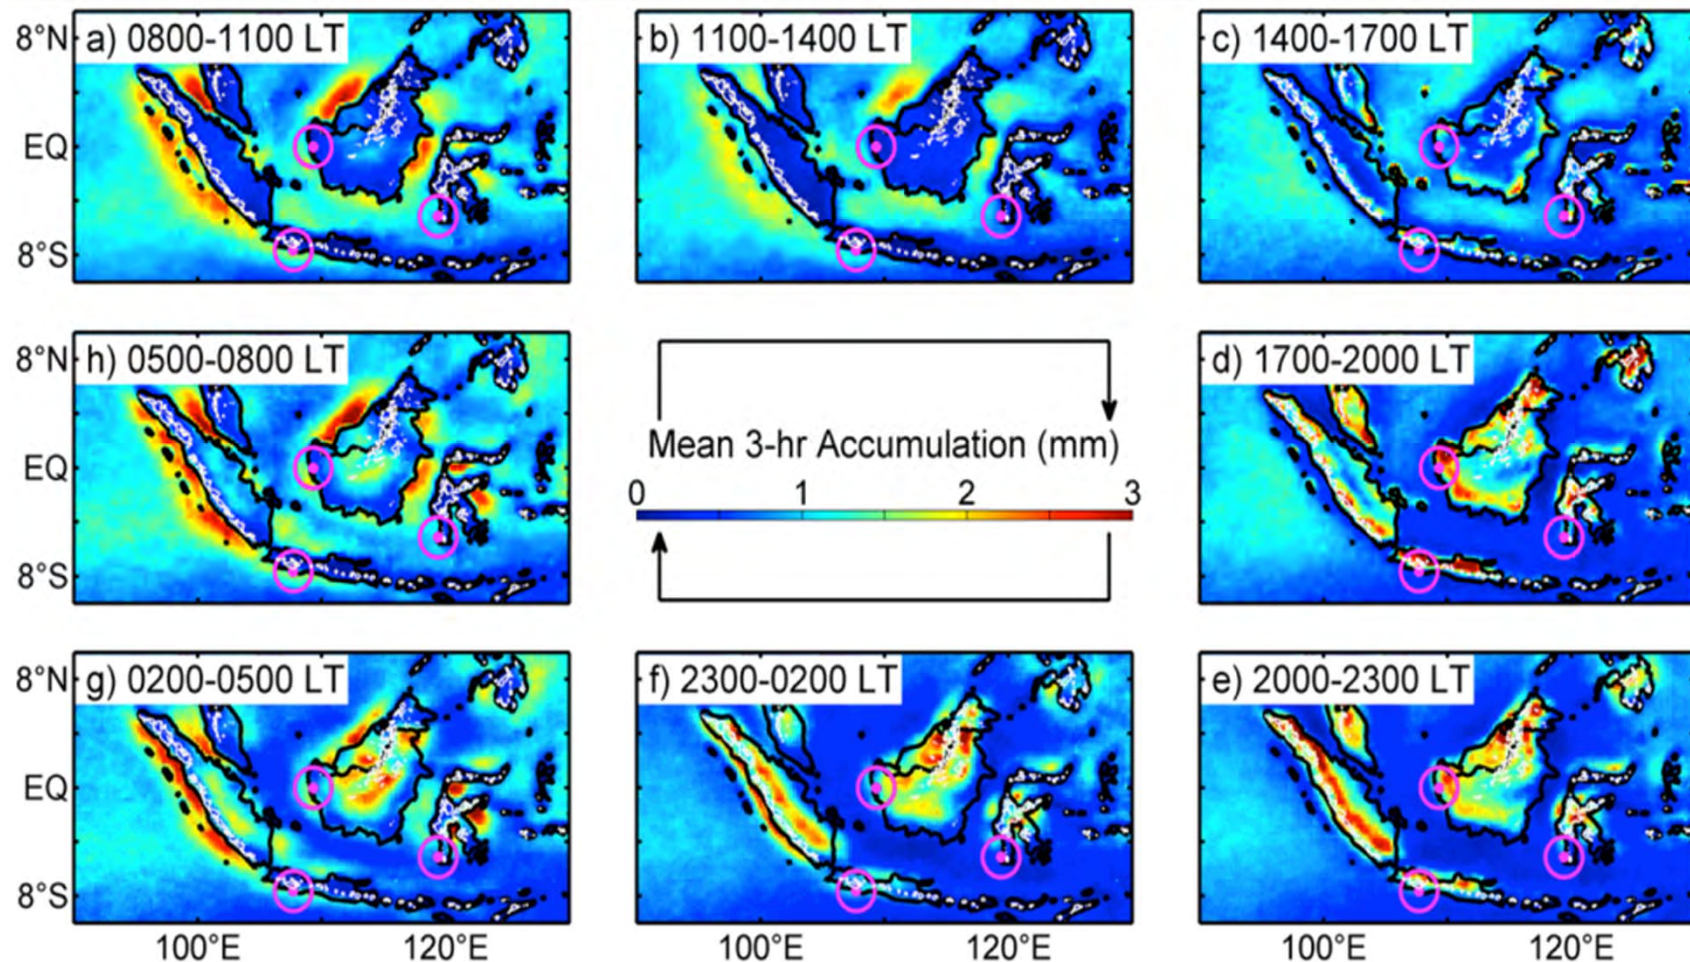 8°N a) 0800-1100 LT b) 1100-1400 LT c) 1400-1700 LT
EQ
8°S
8°N h) 0500-0800 LT d) 1700-2000 LT
Mean 3-hr Accumulation (mm)
EQ
0 1 2 3
8°S
8°N g) 0200-0500 LT f) 2300-0200 LT e) 2000-2300 LT
EQ
8°S
100°E 120°E 100°E 120°E 100°E 120°E